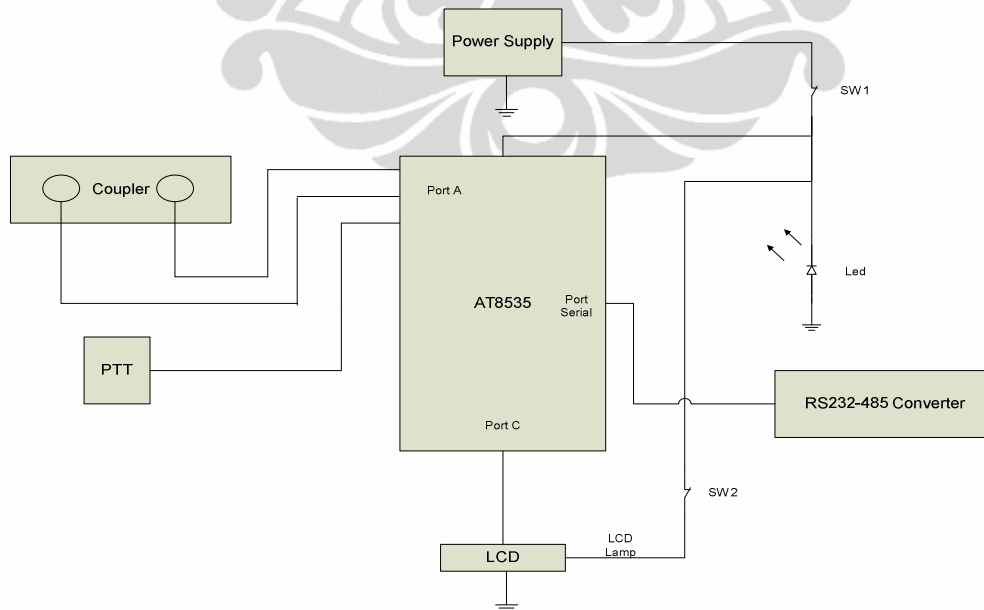 Power Supply
SW1
Coupler
Port A
Led
AT8535
Port
Serial
PTT
RS232-485 Converter
Port C
SW2
LCD
Lamp
LCD